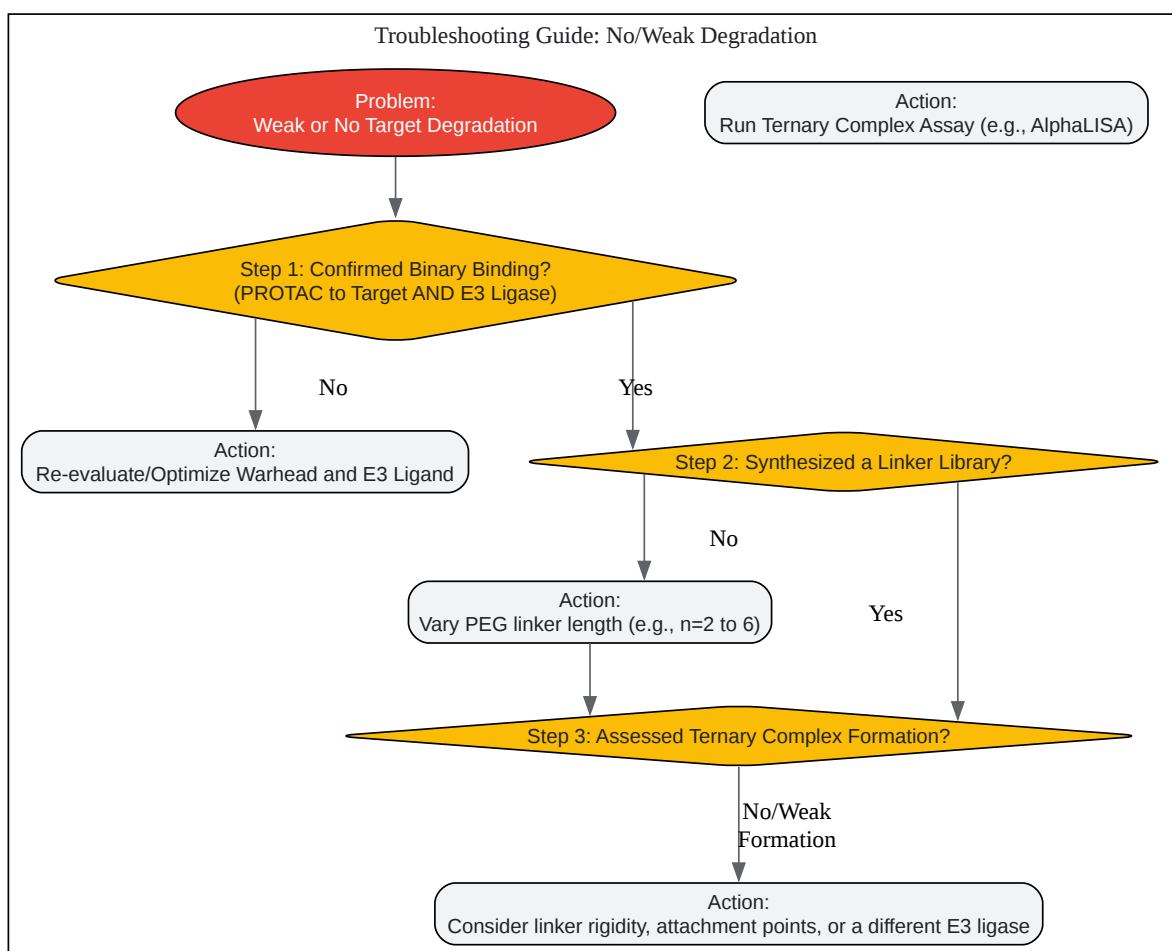 Troubleshooting Guide: No/Weak Degradation
Problem:
Weak or No Target Degradation
Action:
Run Ternary Complex Assay (e.g., AlphaLISA)
Step 1: Confirmed Binary Binding?
(PROTAC to Target AND E3 Ligase)
No
Yes
Action:
Re-evaluate/Optimize Warhead and E3 Ligand
Step 2: Synthesized a Linker Library?
No
Action:
Vary PEG linker length (e.g., n=2 to 6)
Yes
Step 3: Assessed Ternary Complex Formation?
No/Weak
Formation
Action:
Consider linker rigidity, attachment points, or a different E3 ligase